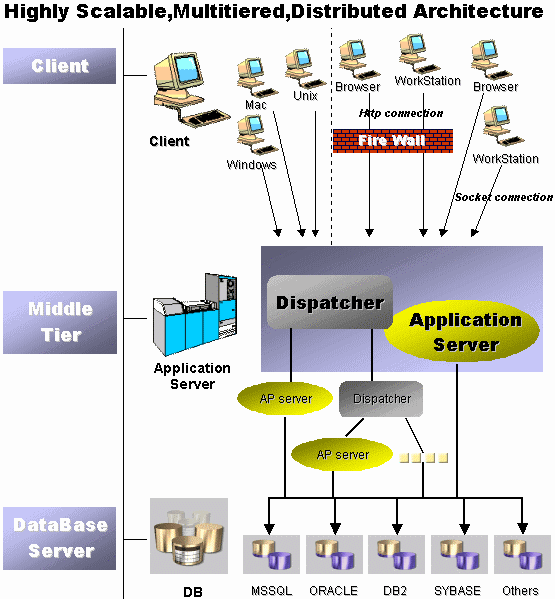 Highly Scalable,Multitiered,Distributed Architecture
Client
Client
Mac
Unix
Windows
Browser
WorkStation
Browser
Http connection
Fire Wall
WorkStation
Socket connection
Middle
Tier
Application
Server
Dispatcher
Application
Server
AP server
Dispatcher
AP server
DataBase
Server
DB
MSSQL
ORACLE
DB2
SYBASE
Others